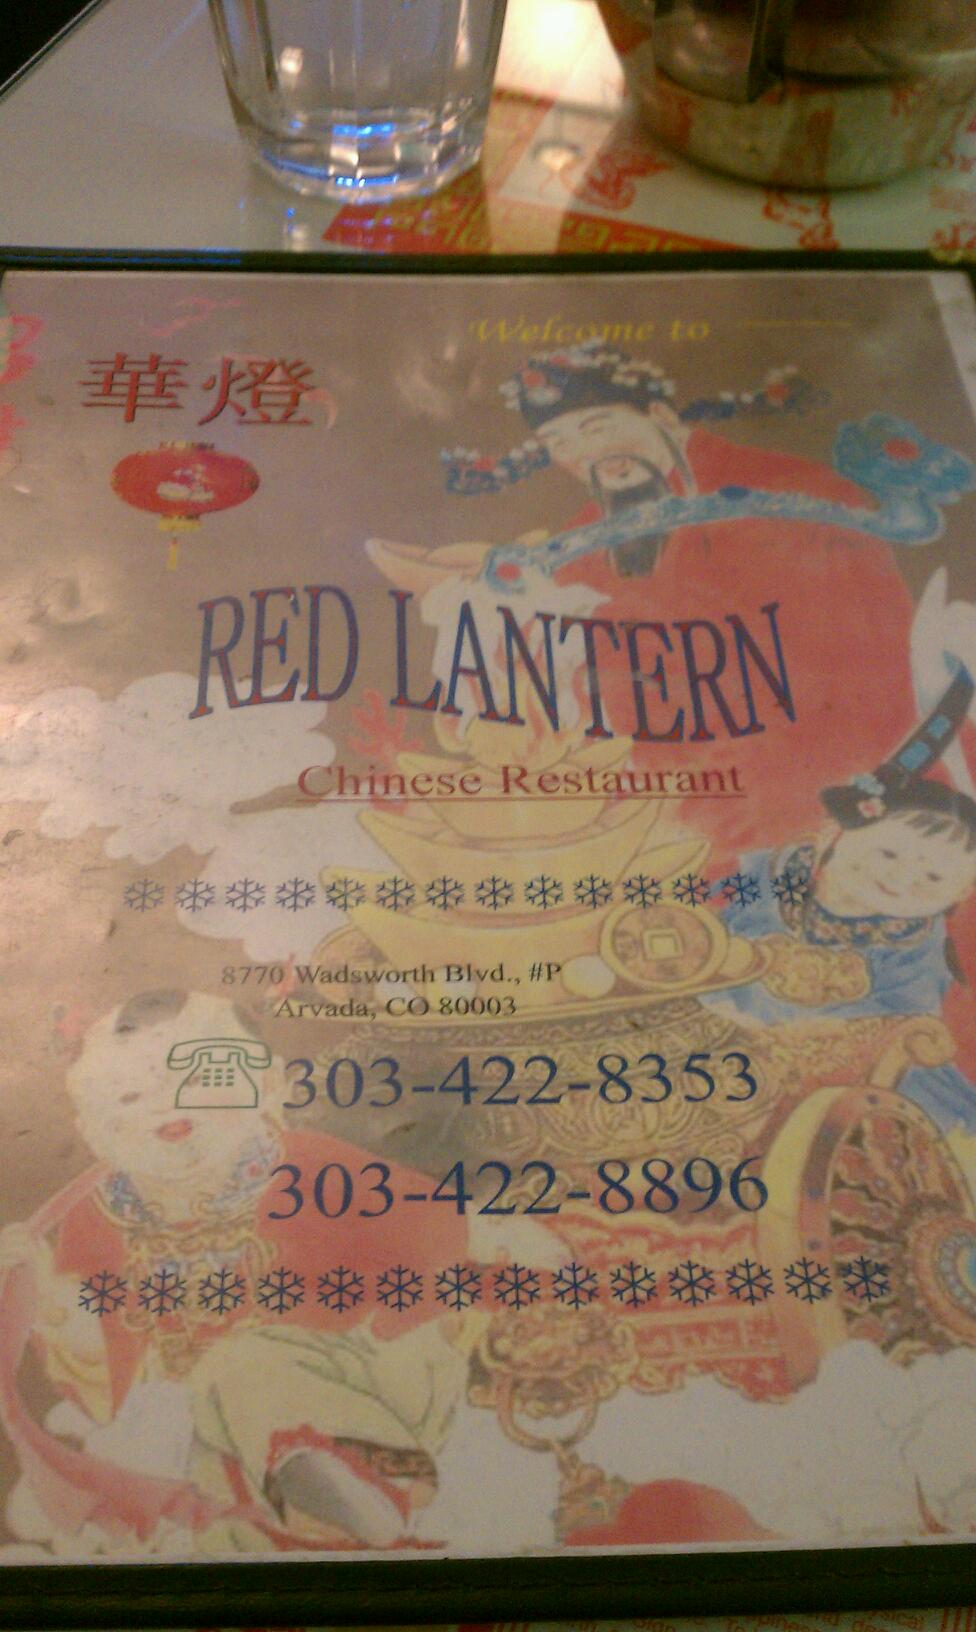 Welcome to
華燈
RED LANTERN
Chinese Restaurant
8770 Wadsworth Blvd., #P
Arvada, CO 80003
303-422-8353
303-422-8896